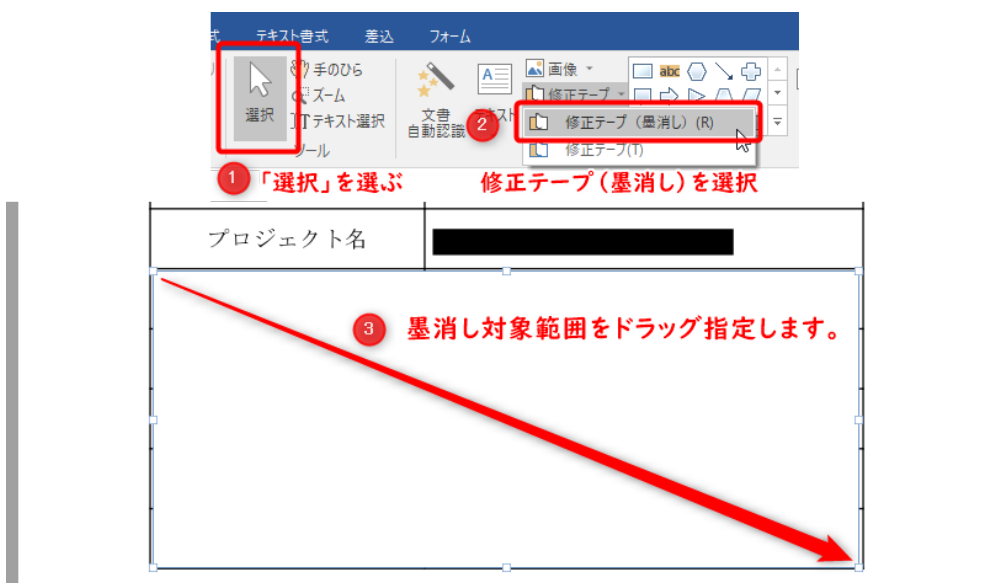 式 テキスト書式 差込 フォーム
選択
手のひら
ズーム
テキスト選択
ツール
文書
自動認識
テキスト
画像
abc
修正テープ
修正テープ（墨消し）(R)
修正テープ(T)
1 「選択」を選ぶ
2 修正テープ（墨消し）を選択
プロジェクト名
3 墨消し対象範囲をドラッグ指定します。